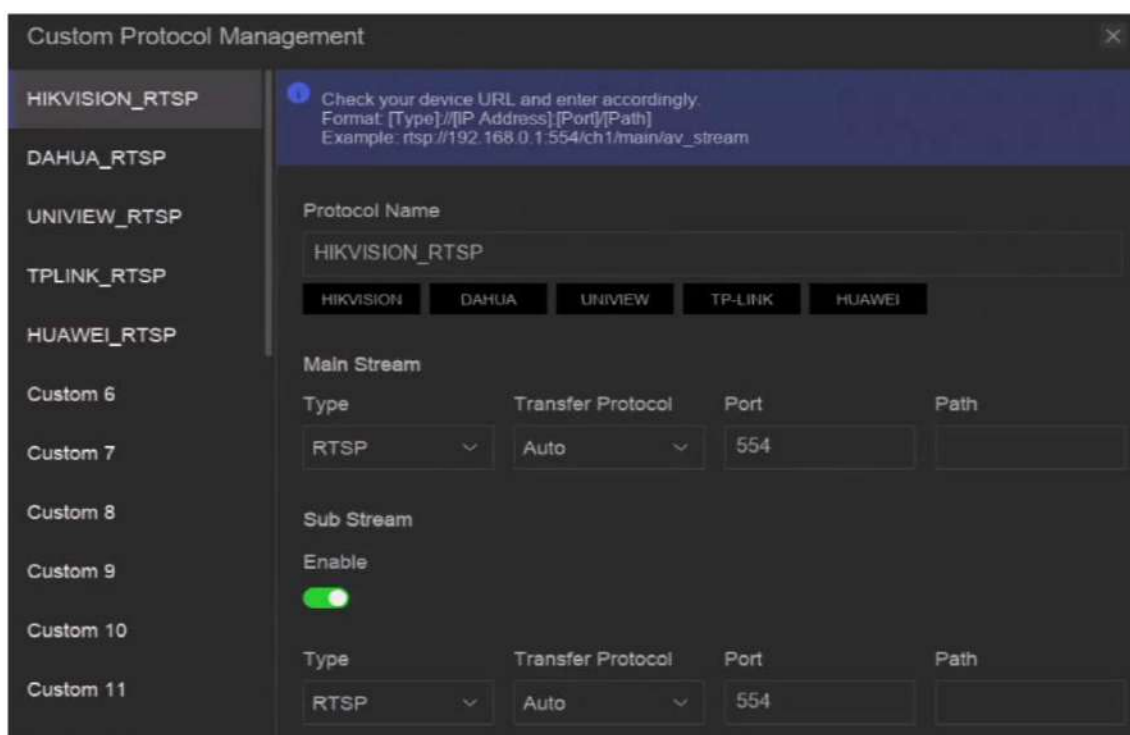 Custom Protocol Management
HIKVISION_RTSP
DAHUA_RTSP
UNIVIEW_RTSP
TPLINK_RTSP
HUAWEI_RTSP
Custom 6
Custom 7
Custom 8
Custom 9
Custom 10
Custom 11
Check your device URL and enter accordingly.
Format: [Type]://[IP Address]:[Port]/[Path]
Example: rtsp://192.168.0.1:554/ch1/main/av_stream
Protocol Name
HIKVISION_RTSP
HIKVISION DAHUA UNIVIEW TP-LINK HUAWEI
Main Stream
Type Transfer Protocol Port Path
RTSP Auto 554
Sub Stream
Enable
Type Transfer Protocol Port Path
RTSP Auto 554